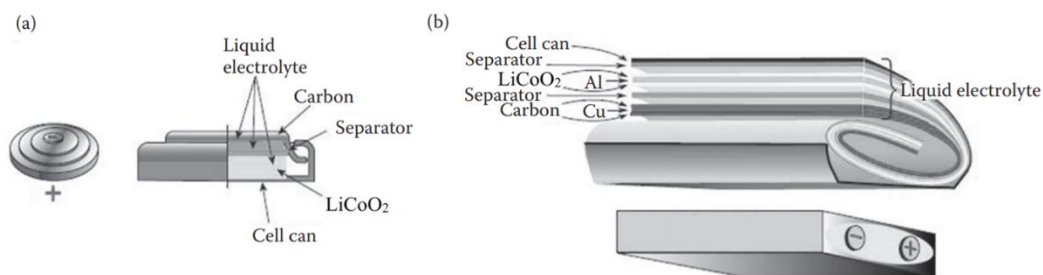 (a)
Liquid
electrolyte
Carbon
Separator
LiCoO2
Cell can
−
+
(b)
Cell can
Separator
LiCoO2 Al
Separator
Carbon Cu
Liquid electrolyte
− +